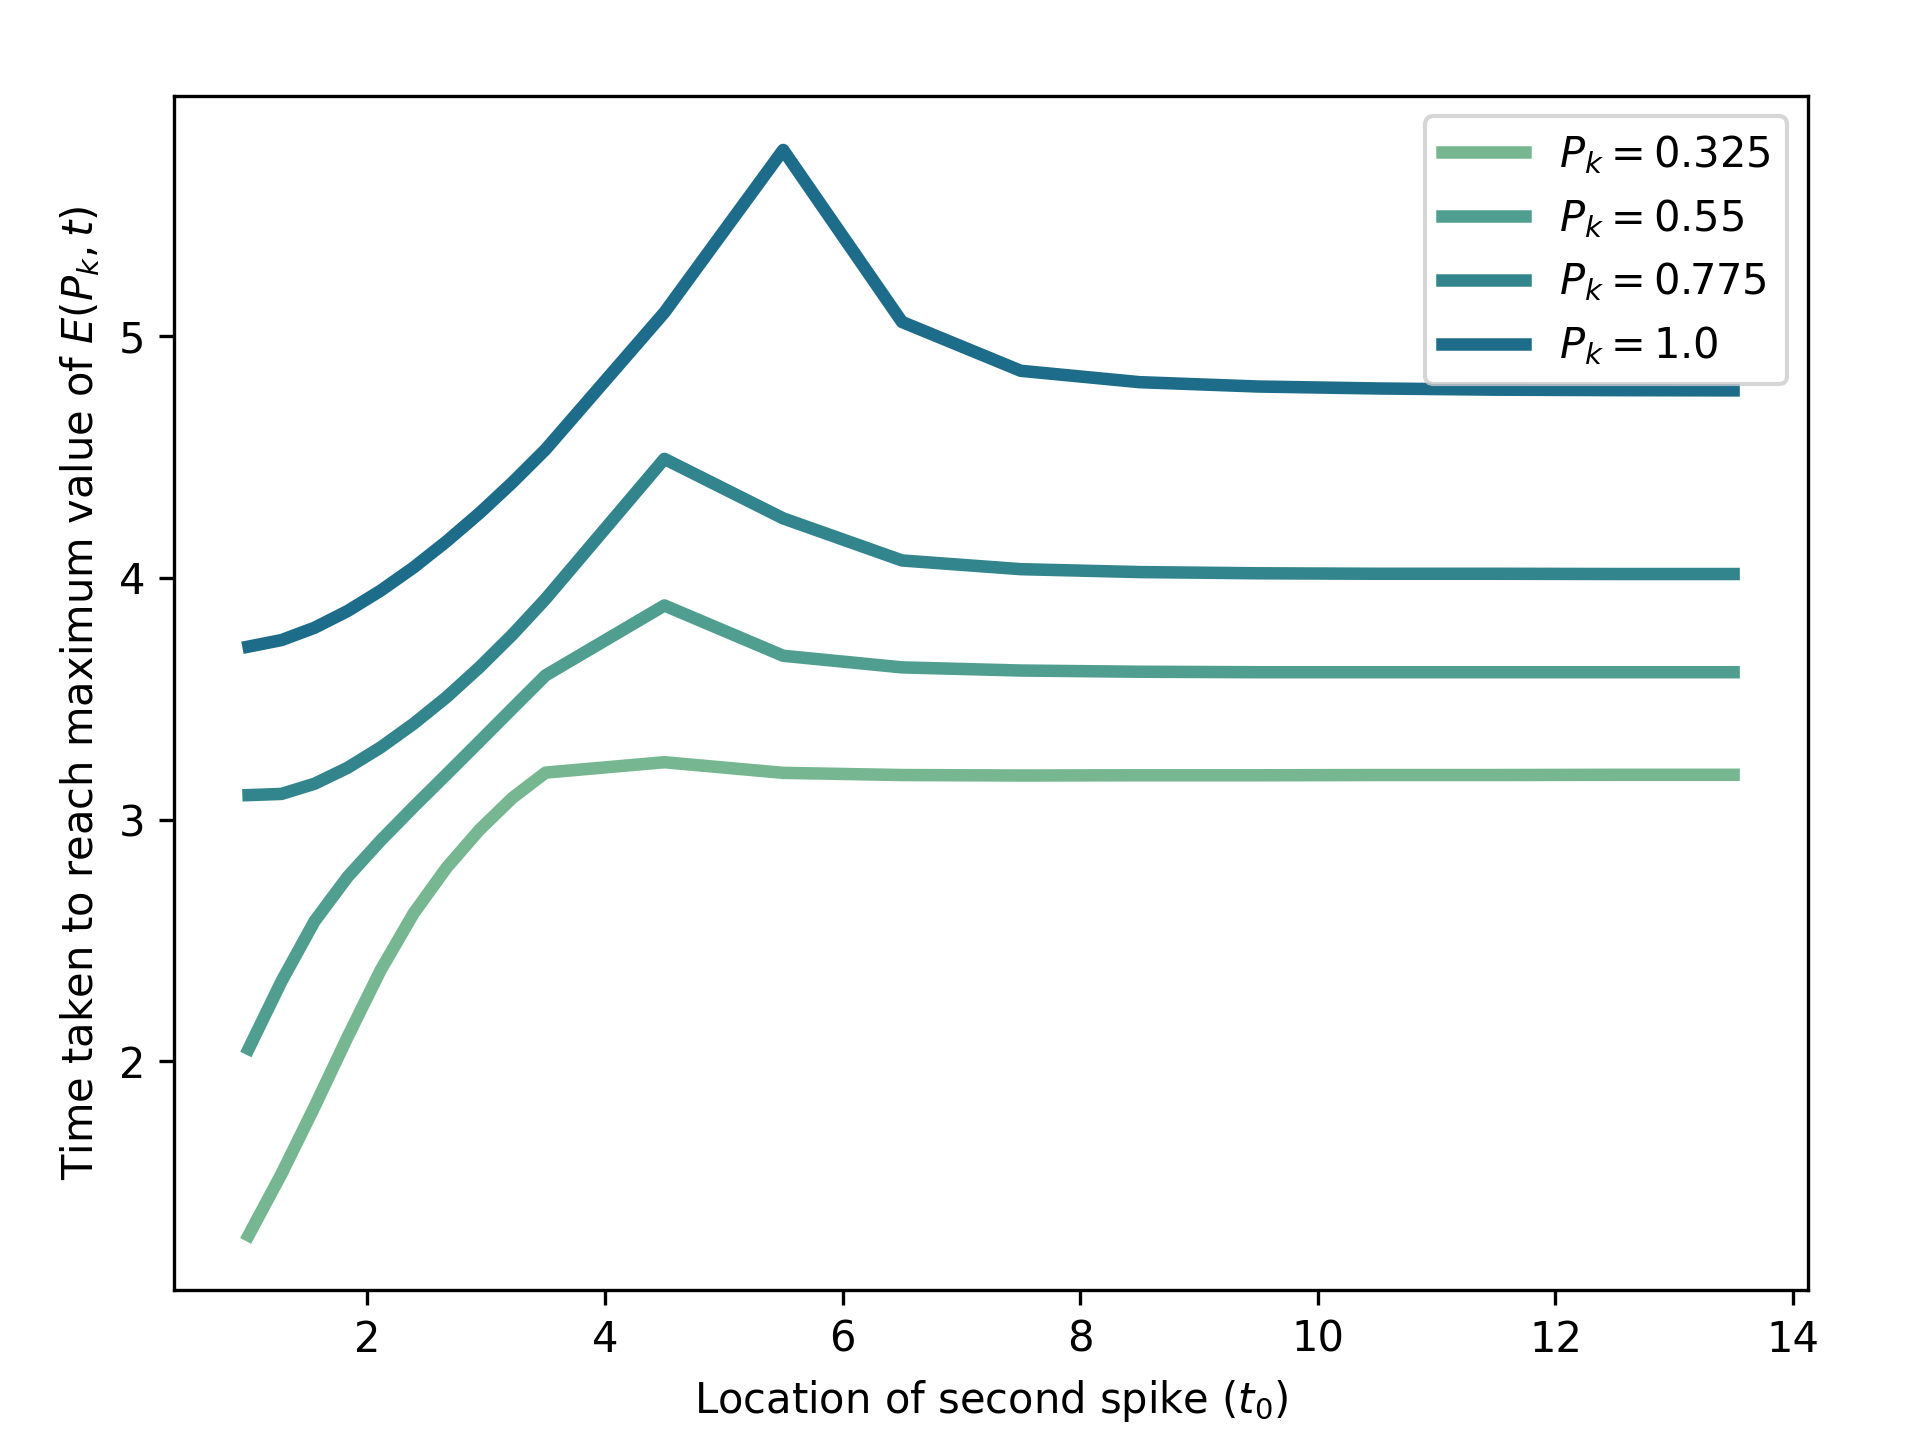 P_k = 0.325
P_k = 0.55
P_k = 0.775
P_k = 1.0
Time taken to reach maximum value of E(P_k, t)
5
4
3
2
2 4 6 8 10 12 14
Location of second spike (t_0)